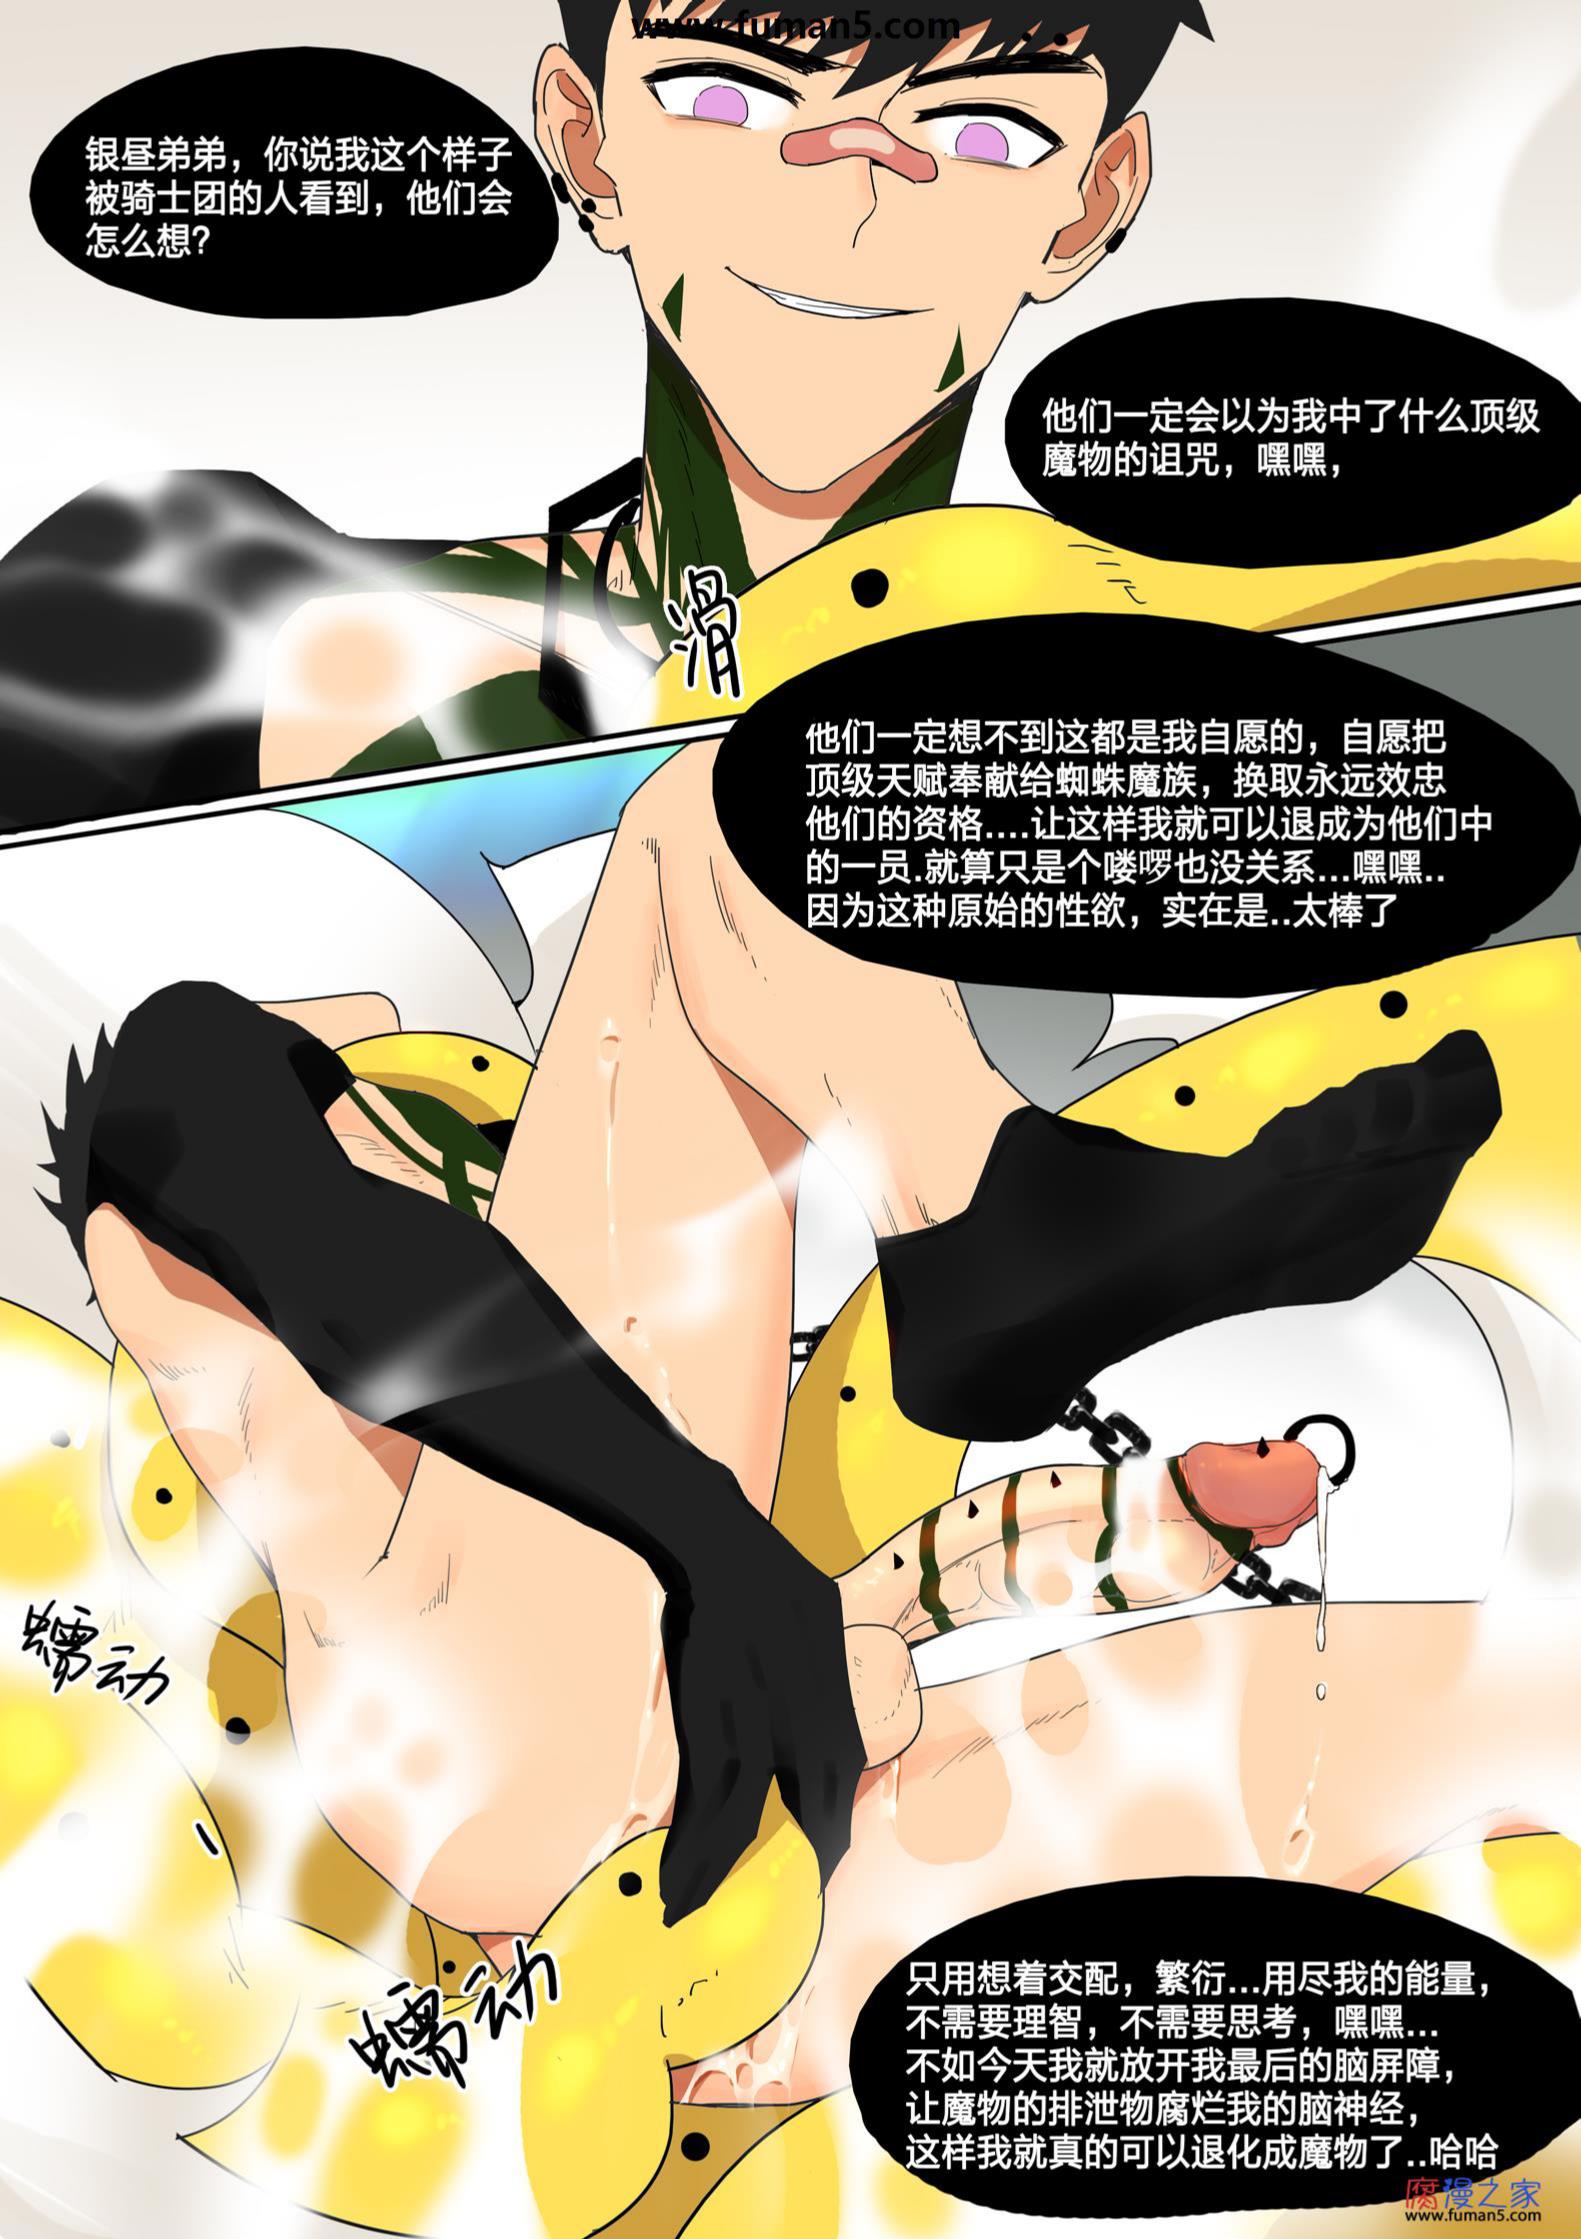 www.fuman5.com
银昼弟弟，你说我这个样子
被骑士团的人看到，他们会
怎么想？
他们一定会以为我中了什么顶级
魔物的诅咒，嘿嘿，
滑
他们一定想不到这都是我自愿的，自愿把
顶级天赋奉献给蜘蛛魔族，换取永远效忠
他们的资格....让这样我就可以退成为他们中
的一员.就算只是个喽啰也没关系...嘿嘿..
因为这种原始的性欲，实在是..太棒了
蠕动
蠕动
只用想着交配，繁衍...用尽我的能量，
不需要理智，不需要思考，嘿嘿...
不如今天我就放开我最后的脑屏障，
让魔物的排泄物腐烂我的脑神经，
这样我就真的可以退化成魔物了..哈哈
腐漫之家
www.fuman5.com